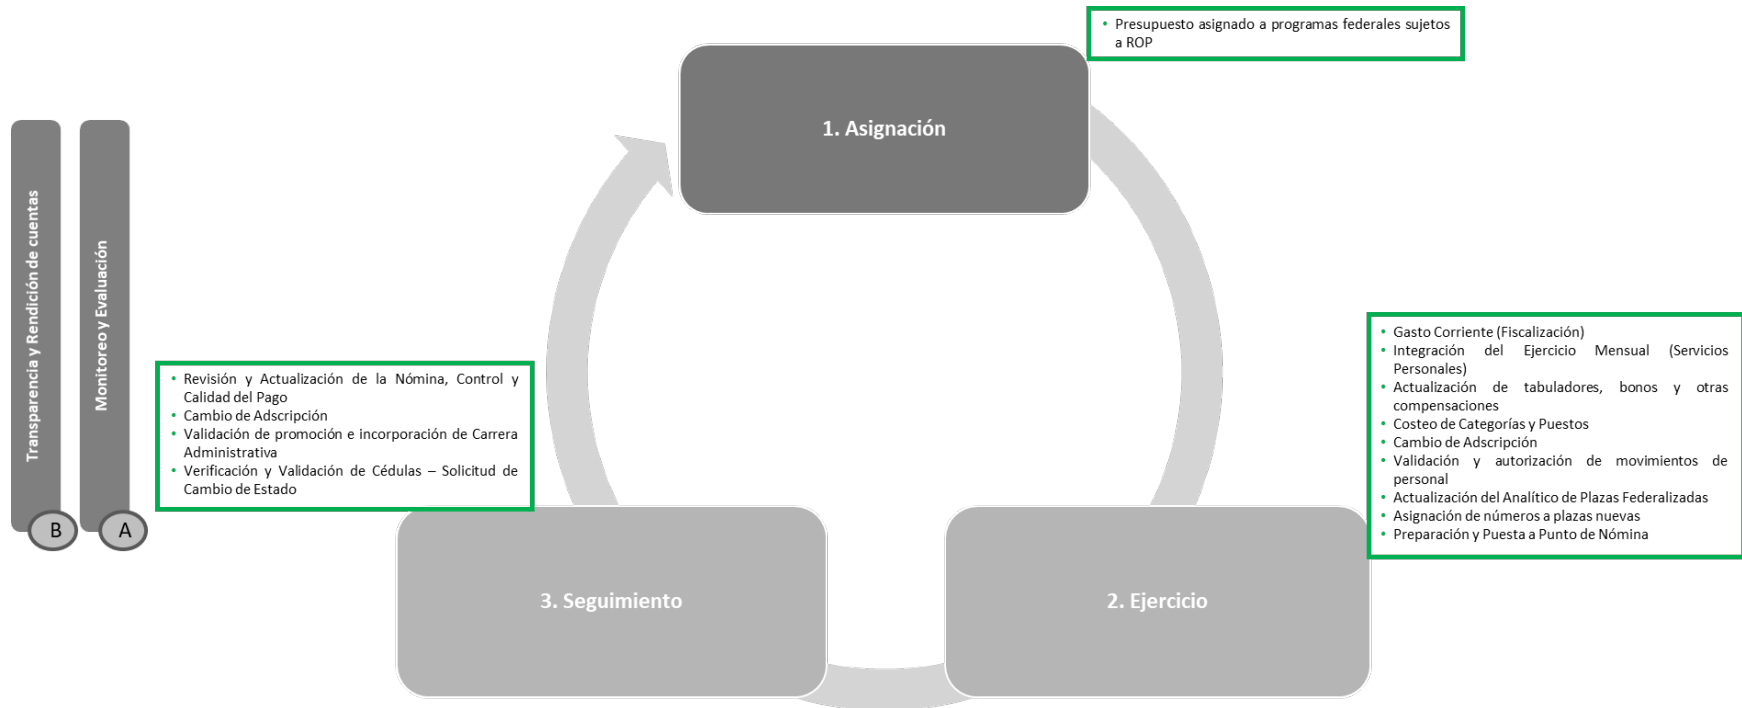 • Presupuesto asignado a programas federales sujetos
a ROP
1. Asignación
Transparencia y Rendición de cuentas
Monitoreo y Evaluación
B
A
• Revisión y Actualización de la Nómina, Control y
Calidad del Pago
• Cambio de Adscripción
• Validación de promoción e incorporación de Carrera
Administrativa
• Verificación y Validación de Cédulas – Solicitud de
Cambio de Estado
• Gasto Corriente (Fiscalización)
• Integración del Ejercicio Mensual (Servicios
Personales)
• Actualización de tabuladores, bonos y otras
compensaciones
• Costeo de Categorías y Puestos
• Cambio de Adscripción
• Validación y autorización de movimientos de
personal
• Actualización del Analítico de Plazas Federalizadas
• Asignación de números a plazas nuevas
• Preparación y Puesta a Punto de Nómina
3. Seguimiento
2. Ejercicio